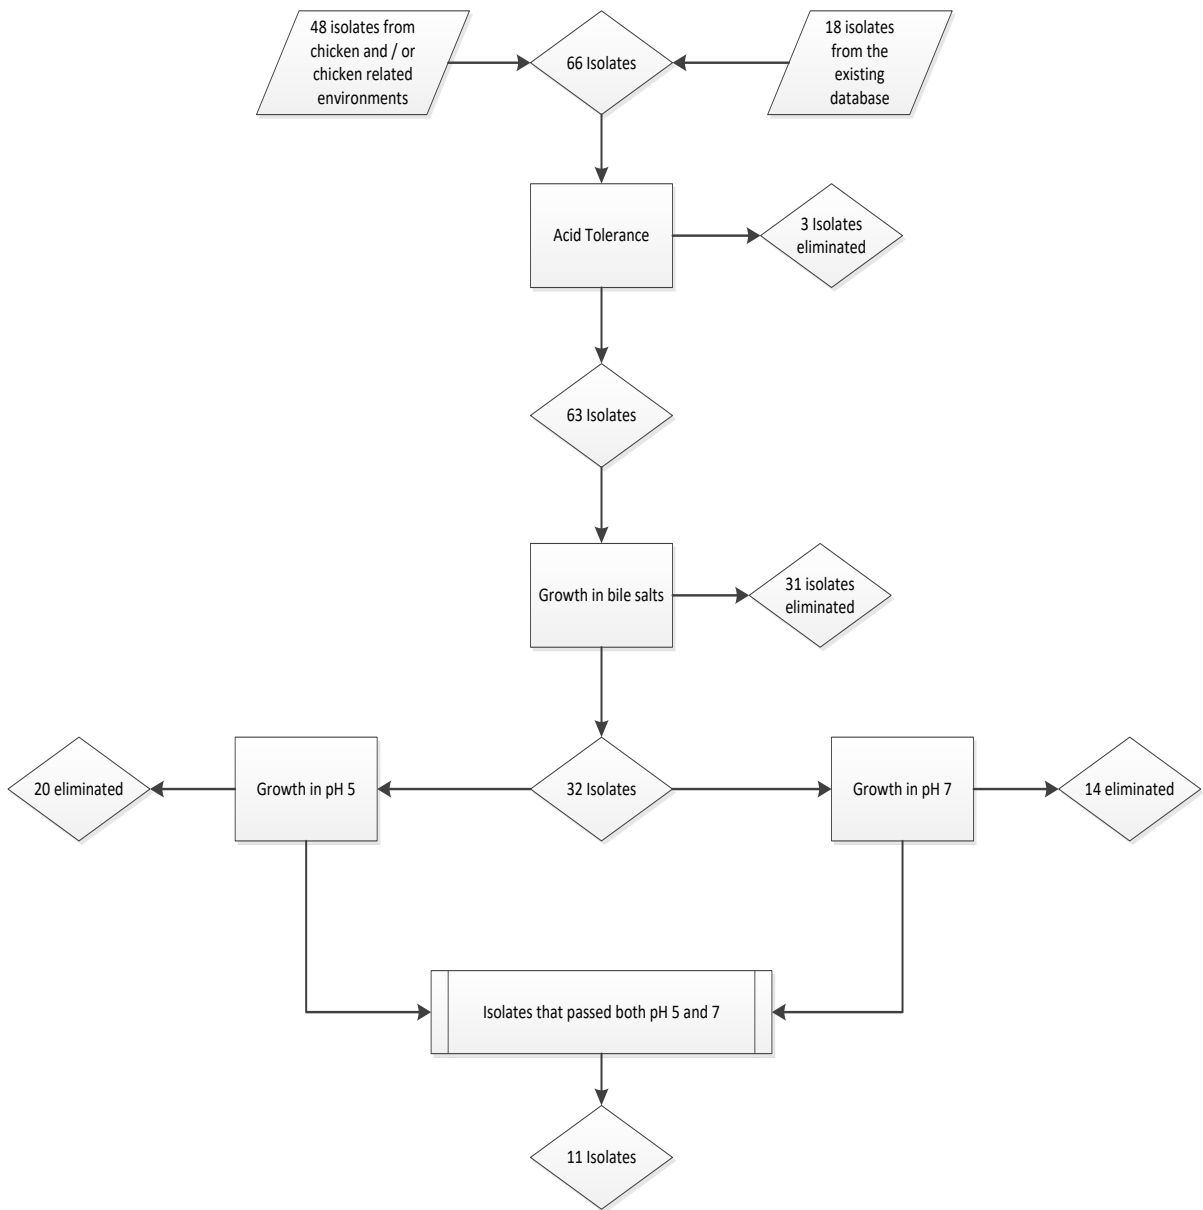 48 isolates from
chicken and / or
chicken related
environments
66 Isolates
18 isolates
from the
existing
database
Acid Tolerance
3 Isolates
eliminated
63 Isolates
Growth in bile salts
31 isolates
eliminated
20 eliminated
Growth in pH 5
32 Isolates
Growth in pH 7
14 eliminated
Isolates that passed both pH 5 and 7
11 Isolates